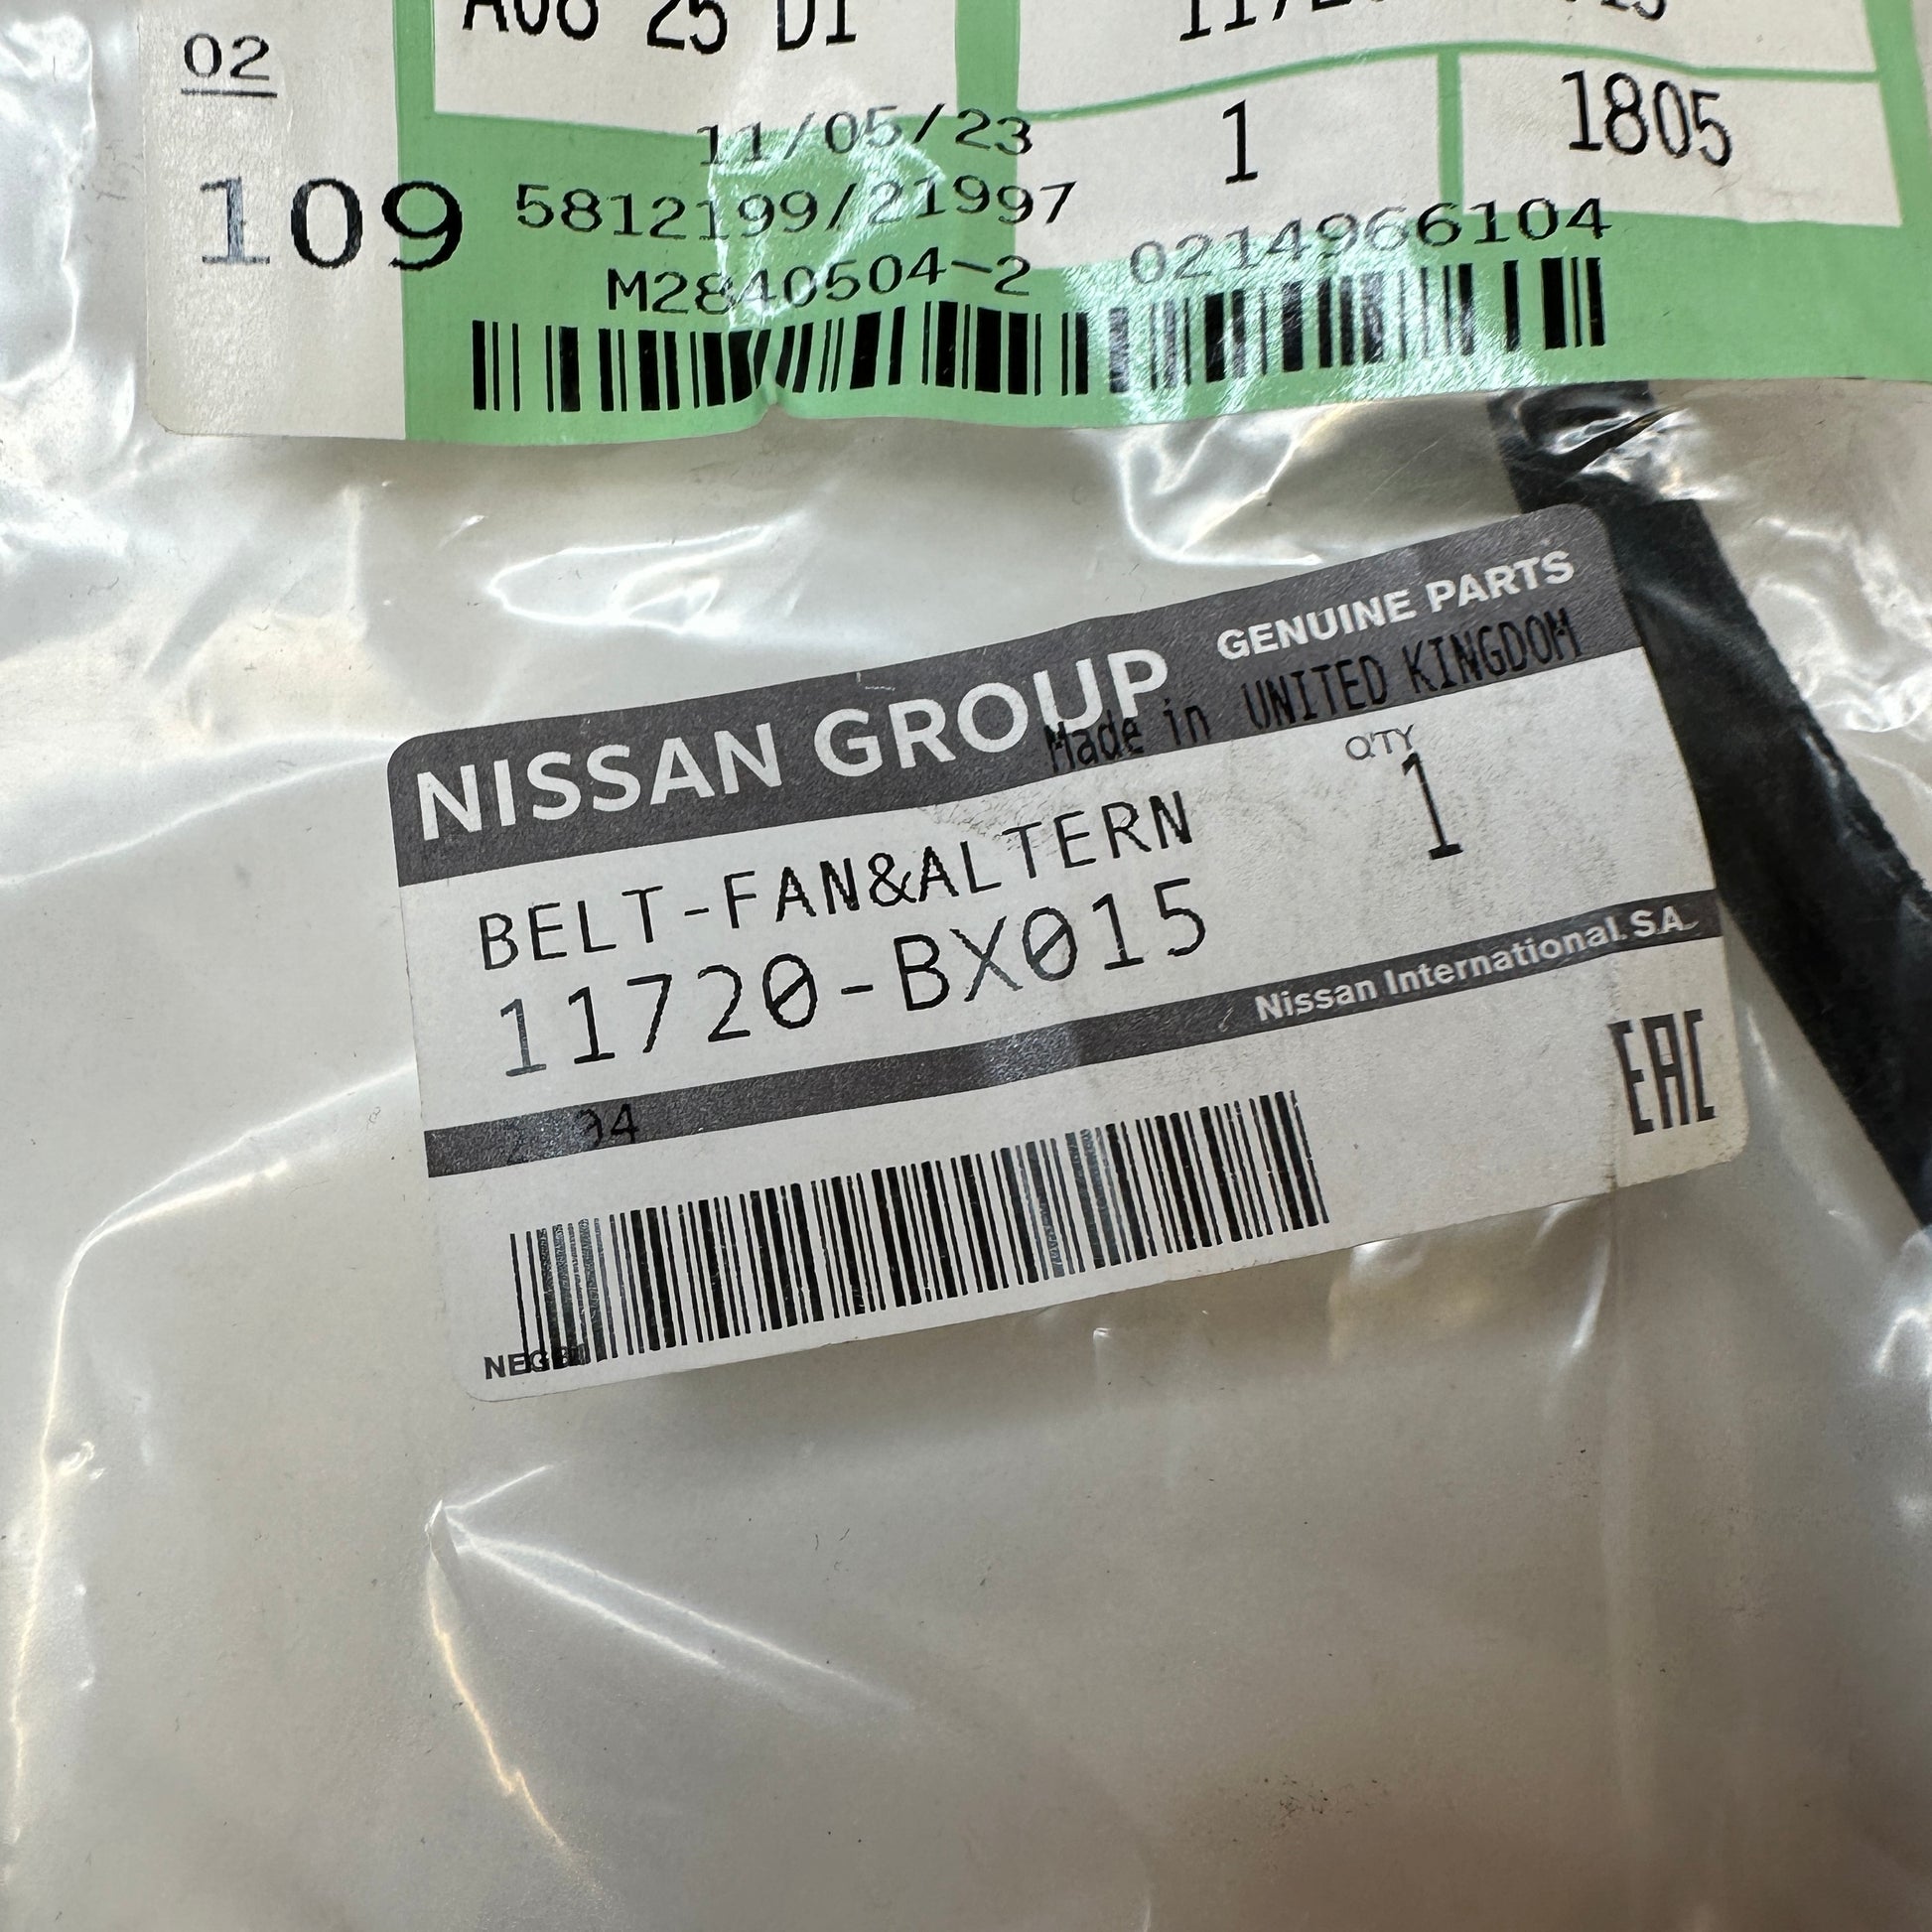 02
A08 25 D1
1
1805
11/05/23
109
5812199/21997
M2840504-2
0214966104
NISSAN GROUP
GENUINE PARTS
Made in UNITED KINGDOM
Q'TY
BELT-FAN&ALTERN
1
11720-BX015
Nissan International. S.A.
EAC